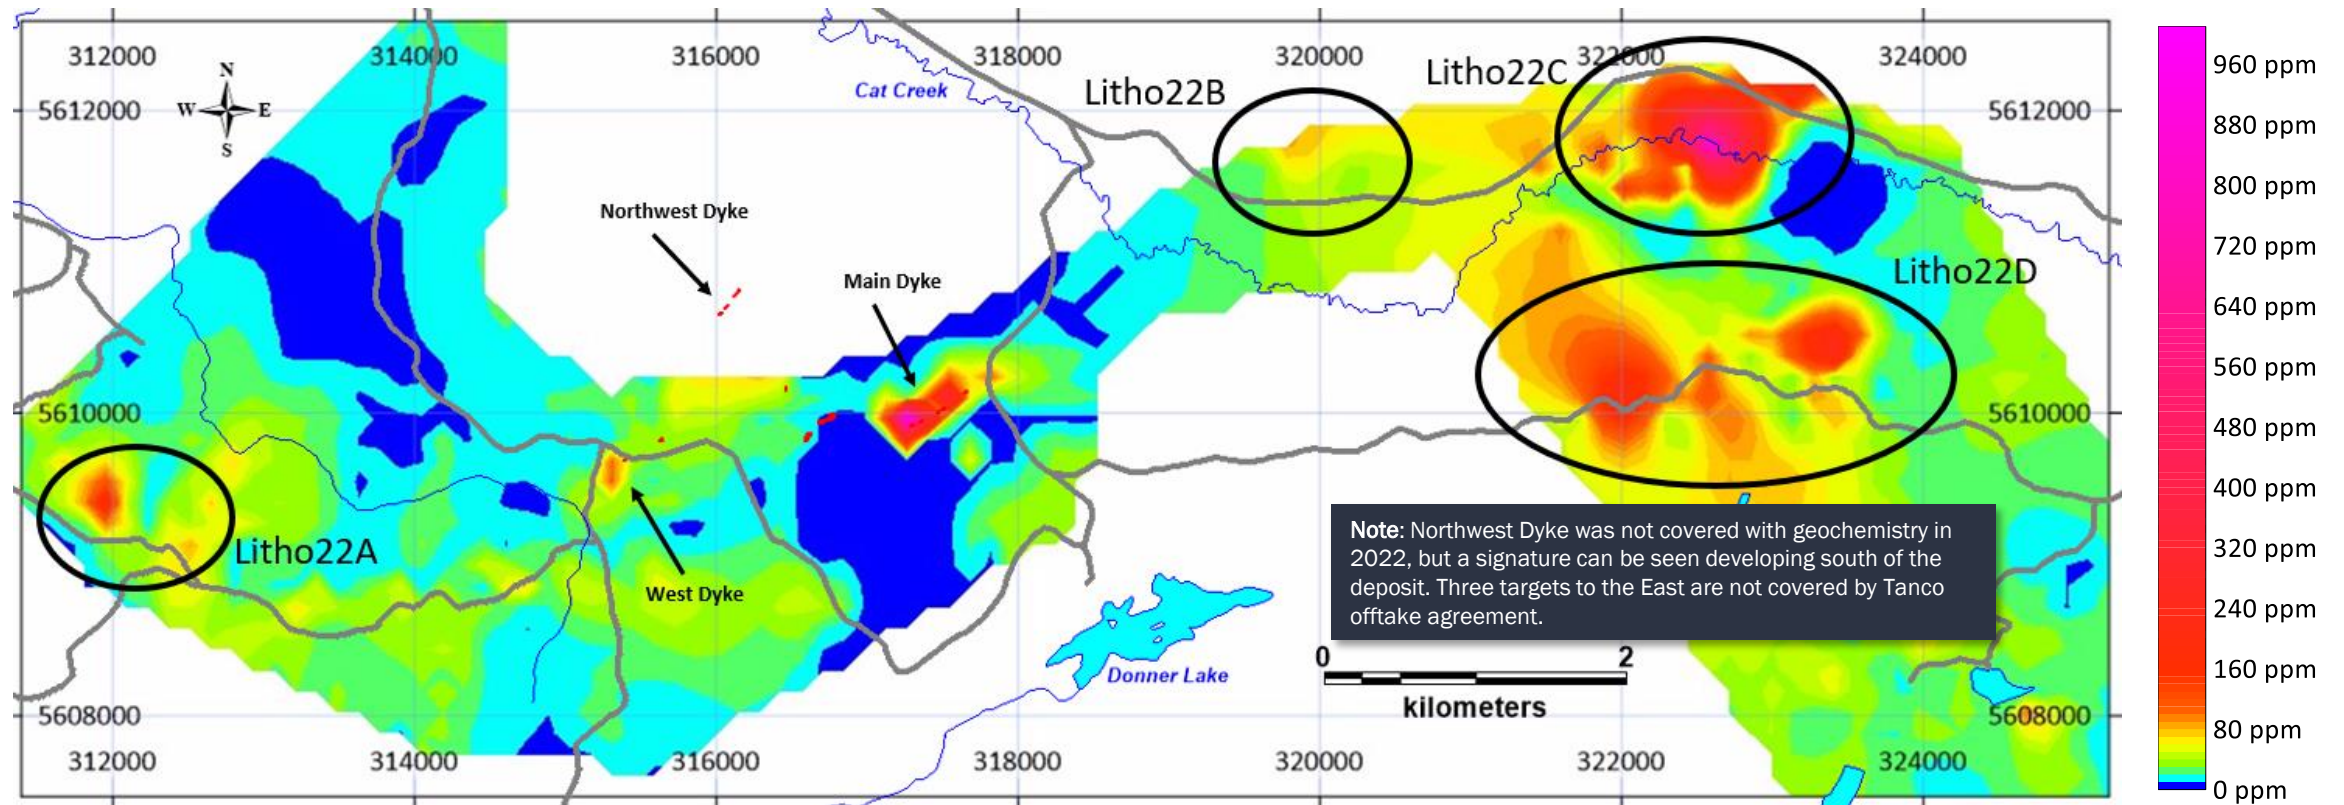 312000
314000
316000
318000
320000
322000
324000
960 ppm
880 ppm
800 ppm
720 ppm
640 ppm
560 ppm
480 ppm
400 ppm
320 ppm
240 ppm
160 ppm
80 ppm
0 ppm
N
W E
S
5612000
5612000
Cat Creek
Litho22B
Litho22C
Northwest Dyke
Main Dyke
Litho22D
5610000
5610000
Litho22A
West Dyke
Note: Northwest Dyke was not covered with geochemistry in
2022, but a signature can be seen developing south of the
deposit. Three targets to the East are not covered by Tanco
offtake agreement.
0 2
kilometers
Donner Lake
5608000
5608000
312000
314000
316000
318000
320000
322000
324000